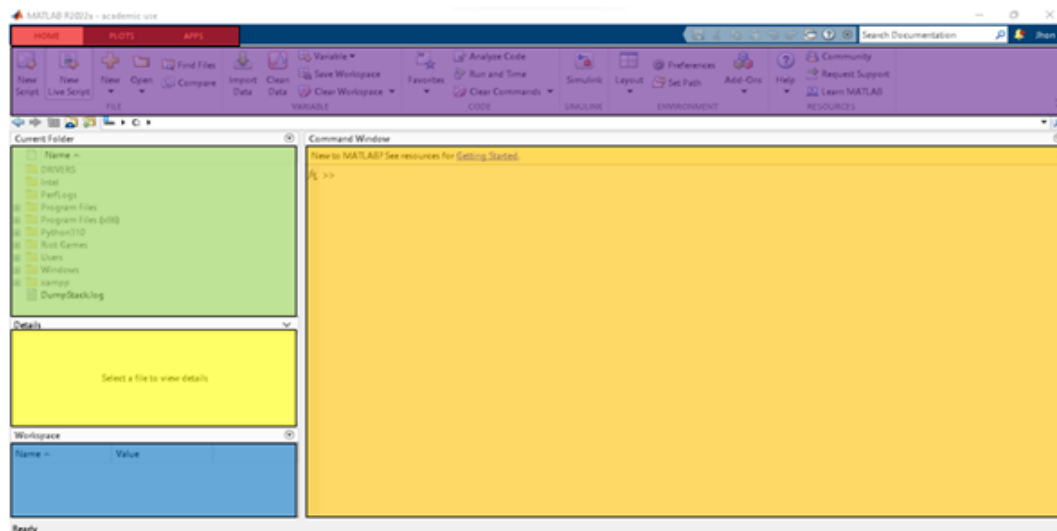 MATLAB R2022a - academic use
HOME PLOTS APPS
Search Documentation
Jhon
New Script
New Live Script
New
Open
Find Files
Compare
Import Data
Clean Data
Variable
Save Workspace
Clear Workspace
Favorites
Analyze Code
Run and Time
Clear Commands
Simulink
Layout
Preferences
Set Path
Add-Ons
Help
Community
Request Support
Learn MATLAB
FILE VARIABLE CODE SIMULINK ENVIRONMENT RESOURCES
C:
Current Folder
Name
DRIVERS
Intel
PerfLogs
Program Files
Program Files (x86)
Python310
Riot Games
Users
Windows
xampp
DumpStack.log
Details
Select a file to view details
Workspace
Name Value
Command Window
New to MATLAB? See resources for Getting Started.
fx >>
Ready